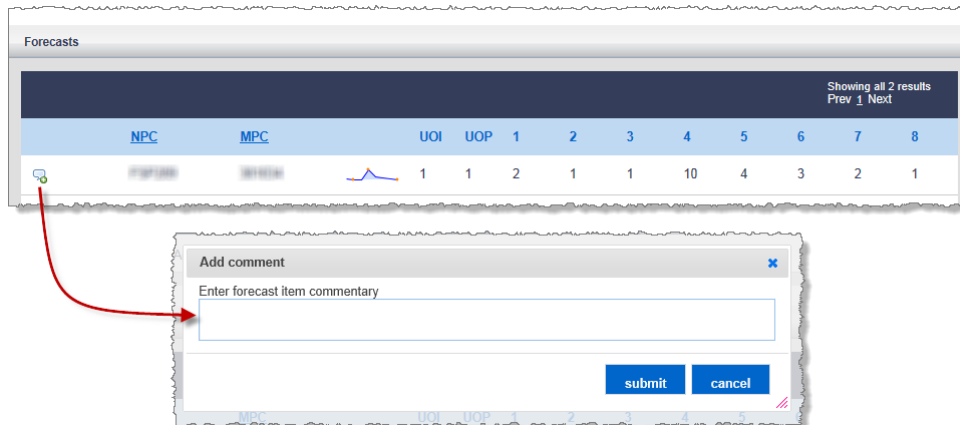 Forecasts
Showing all 2 results
Prev 1 Next
NPC MPC UOI UOP 1 2 3 4 5 6 7 8
1 1 2 1 1 10 4 3 2 1
Add comment
Enter forecast item commentary
submit cancel
MPC UOI UOP 1 2 3 4 5